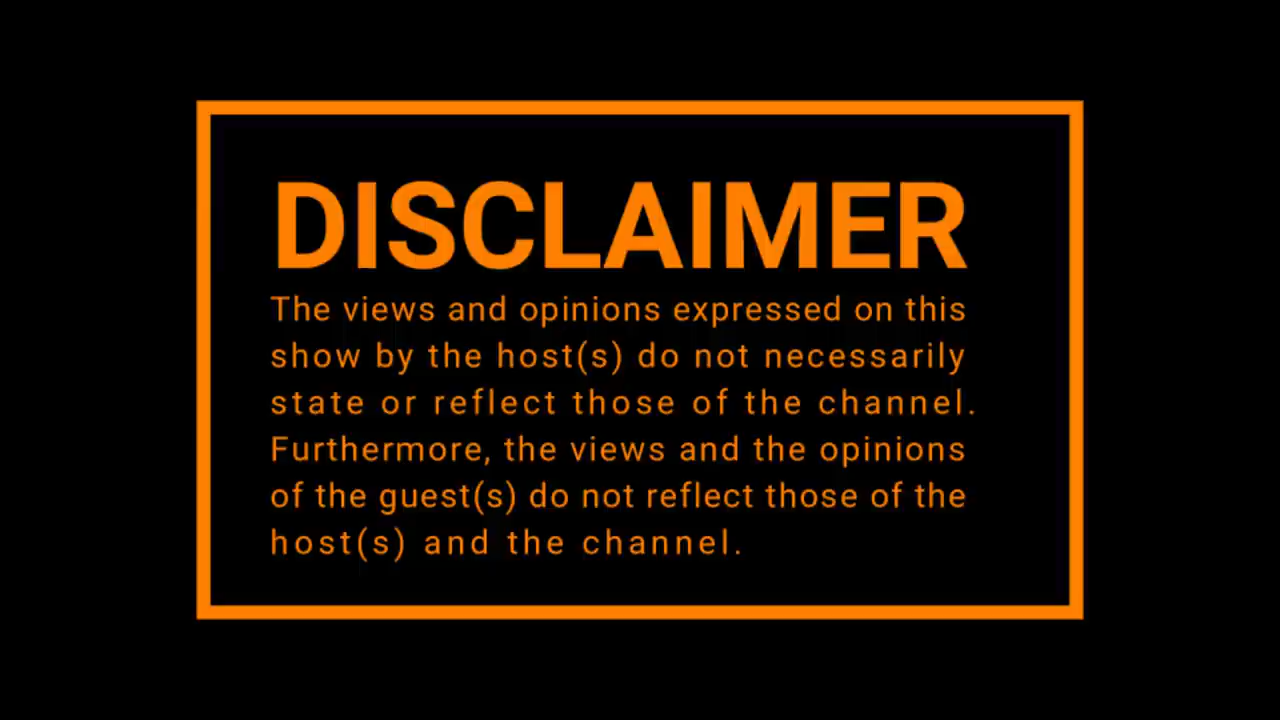 DISCLAIMER
The views and opinions expressed on this
show by the host(s) do not necessarily
state or reflect those of the channel.
Furthermore, the views and the opinions
of the guest(s) do not reflect those of the
host(s) and the channel.